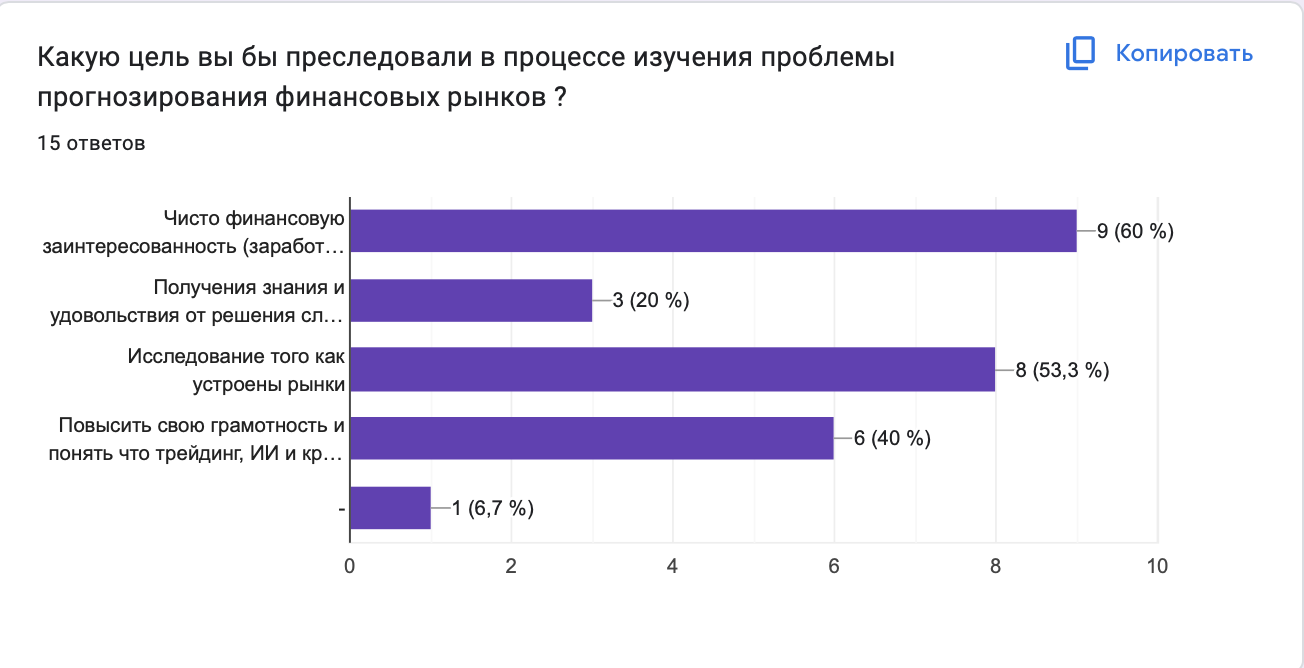 Какую цель вы бы преследовали в процессе изучения проблемы
прогнозирования финансовых рынков ?
Копировать
15 ответов
Чисто финансовую
заинтересованность (заработ…
9 (60 %)
Получения знания и
удовольствия от решения сл…
3 (20 %)
Исследование того как
устроены рынки
8 (53,3 %)
Повысить свою грамотность и
понять что трейдинг, ИИ и кр…
6 (40 %)
-
1 (6,7 %)
0 2 4 6 8 10